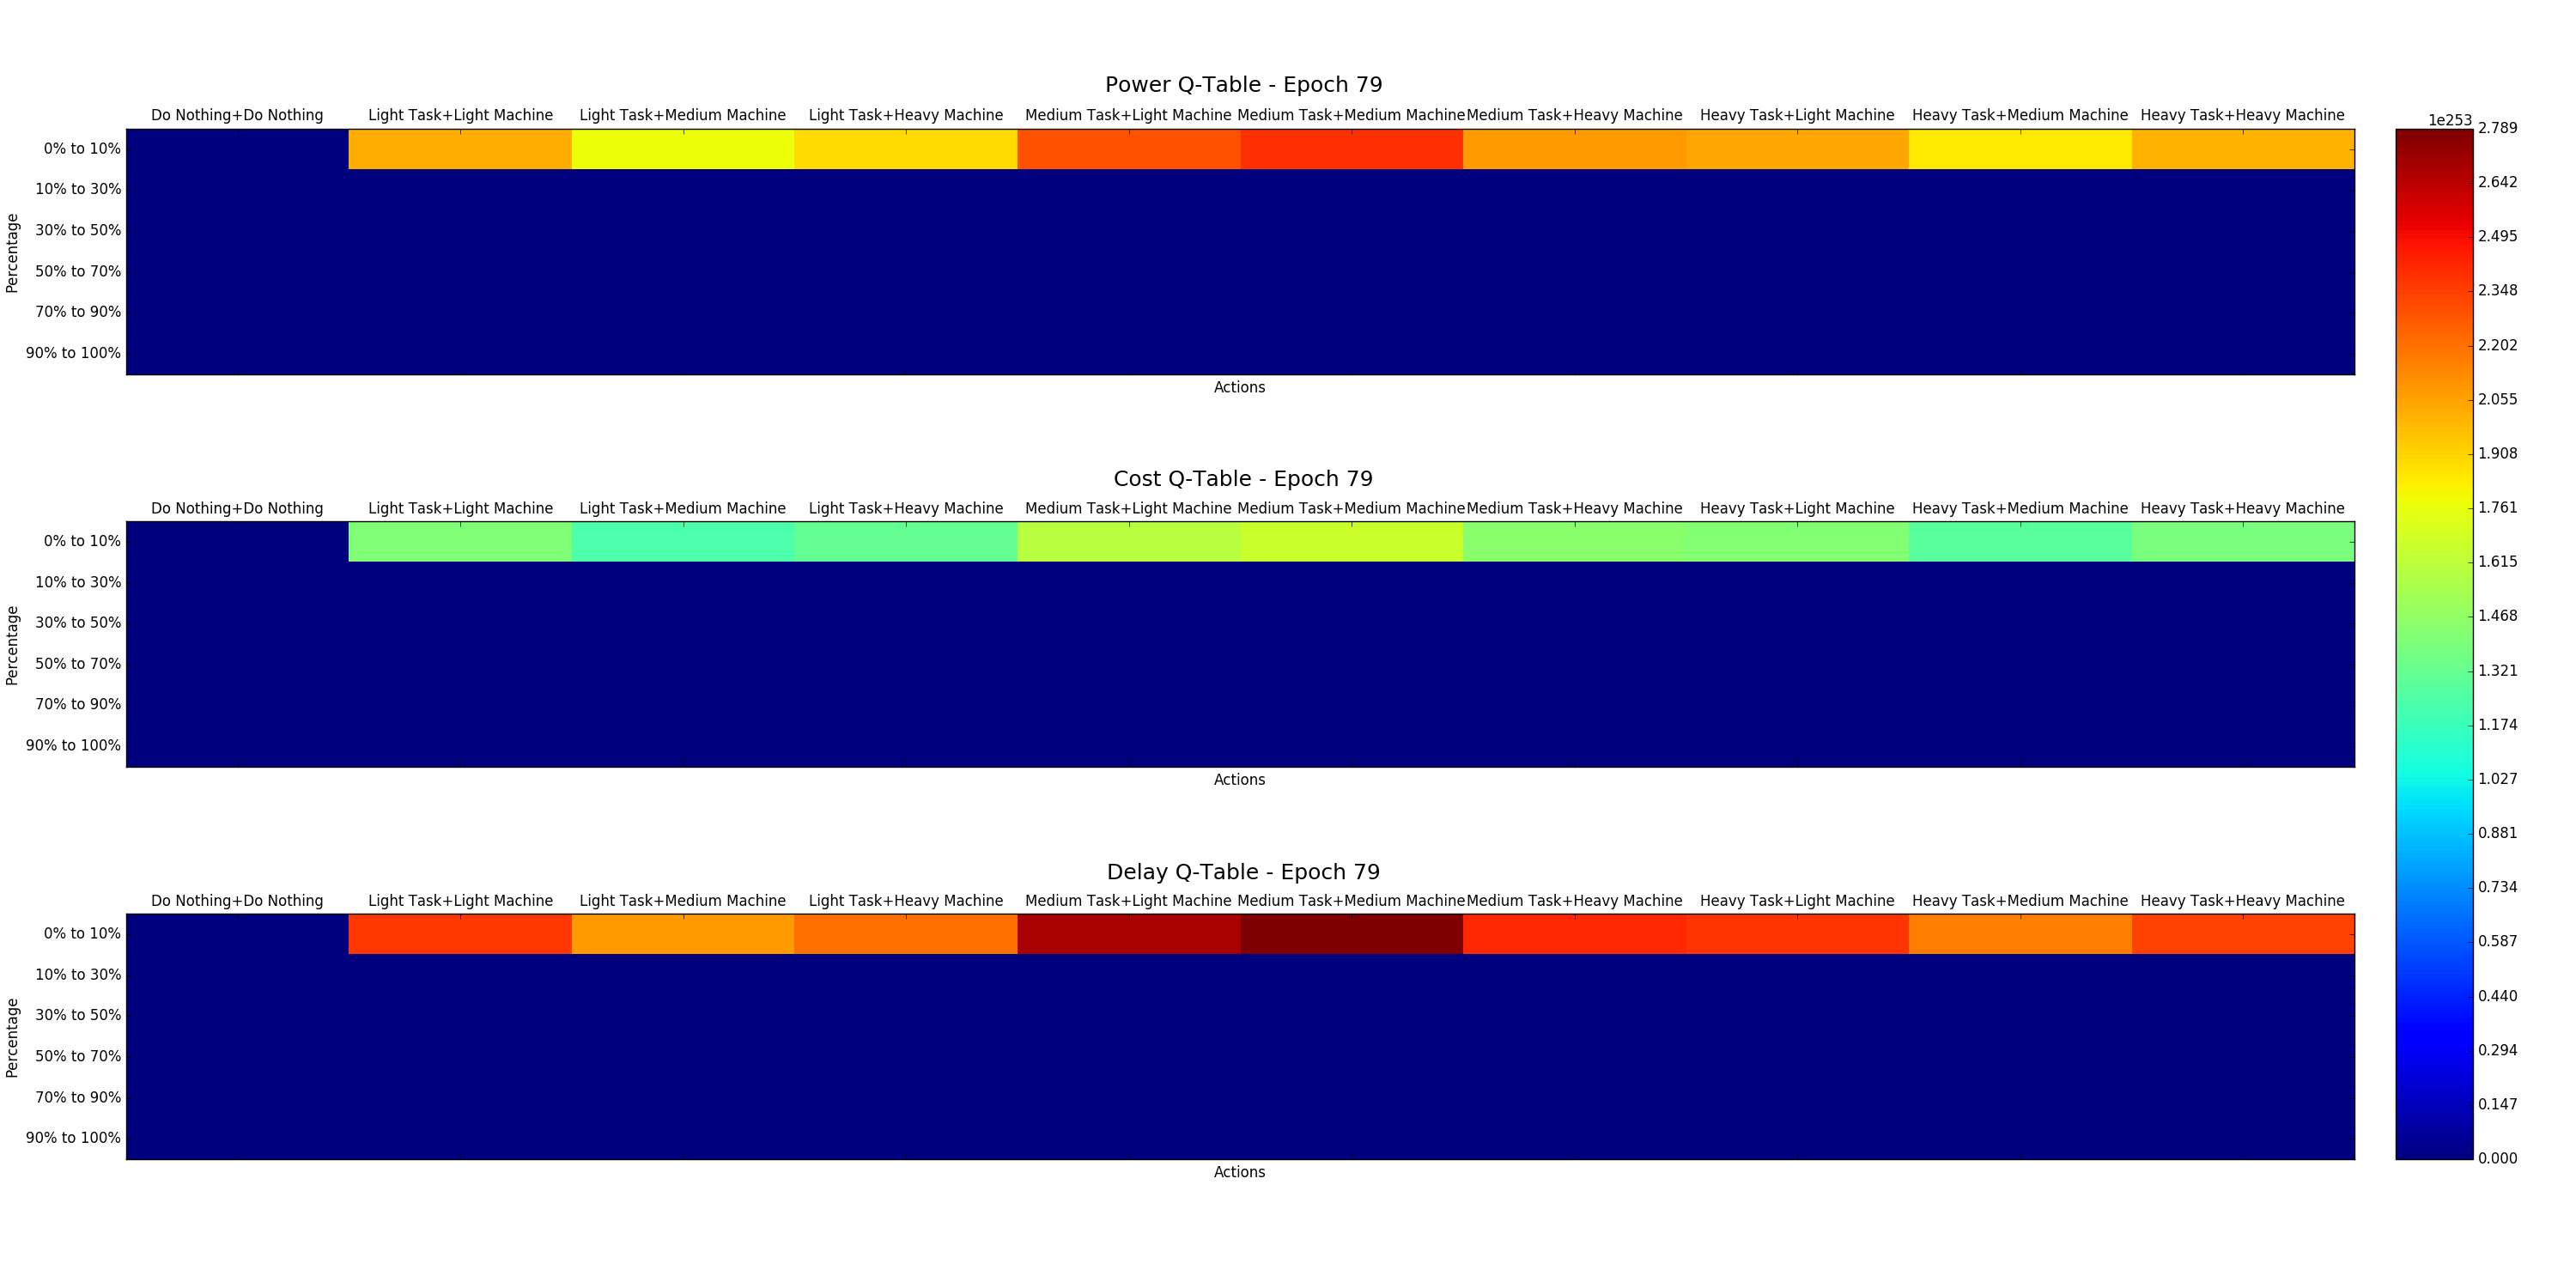 Power Q-Table - Epoch 79
Do Nothing+Do Nothing Light Task+Light Machine Light Task+Medium Machine Light Task+Heavy Machine Medium Task+Light Machine Medium Task+Medium Machine Medium Task+Heavy Machine Heavy Task+Light Machine Heavy Task+Medium Machine Heavy Task+Heavy Machine
0% to 10%
10% to 30%
30% to 50%
50% to 70%
70% to 90%
90% to 100%
Percentage
Actions
Cost Q-Table - Epoch 79
Do Nothing+Do Nothing Light Task+Light Machine Light Task+Medium Machine Light Task+Heavy Machine Medium Task+Light Machine Medium Task+Medium Machine Medium Task+Heavy Machine Heavy Task+Light Machine Heavy Task+Medium Machine Heavy Task+Heavy Machine
0% to 10%
10% to 30%
30% to 50%
50% to 70%
70% to 90%
90% to 100%
Percentage
Actions
Delay Q-Table - Epoch 79
Do Nothing+Do Nothing Light Task+Light Machine Light Task+Medium Machine Light Task+Heavy Machine Medium Task+Light Machine Medium Task+Medium Machine Medium Task+Heavy Machine Heavy Task+Light Machine Heavy Task+Medium Machine Heavy Task+Heavy Machine
0% to 10%
10% to 30%
30% to 50%
50% to 70%
70% to 90%
90% to 100%
Percentage
Actions
1e253
2.789
2.642
2.495
2.348
2.202
2.055
1.908
1.761
1.615
1.468
1.321
1.174
1.027
0.881
0.734
0.587
0.440
0.294
0.147
0.000